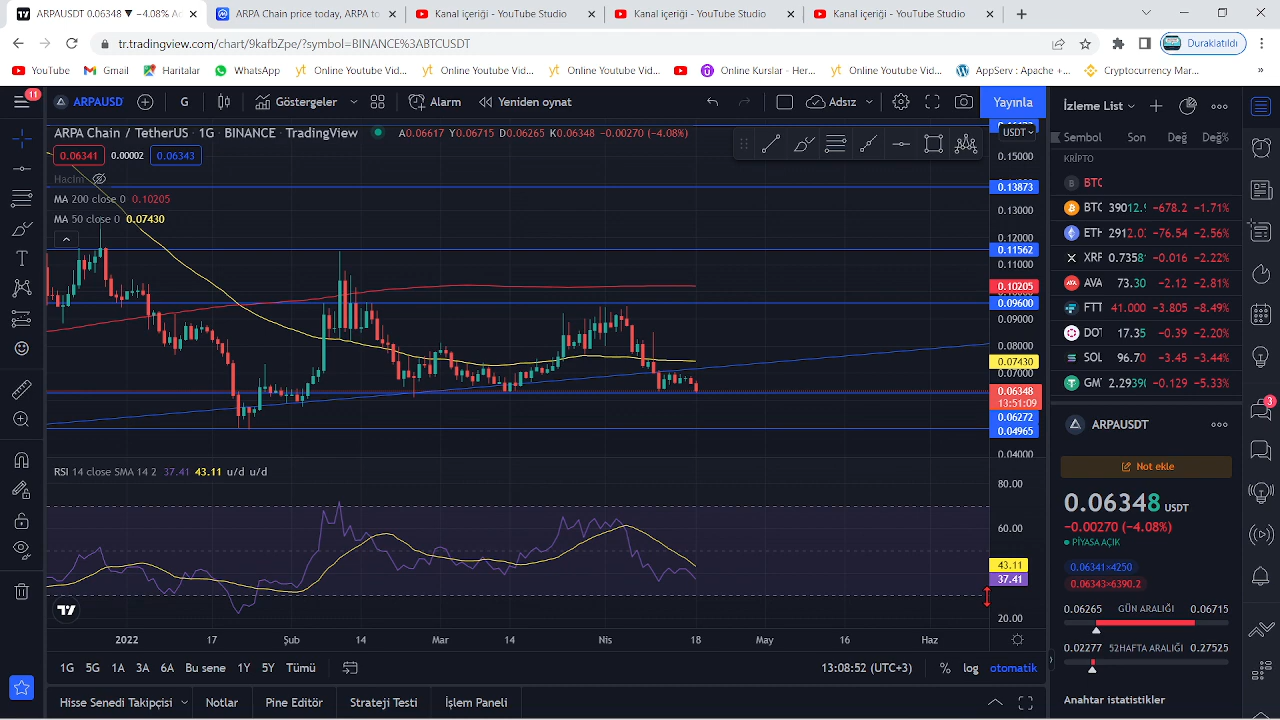 ARPAUSDT 0.06348 ▼ −4.08% A
ARPA Chain price today, ARPA to
Kanal içeriği - YouTube Studio
Kanal içeriği - YouTube Studio
Kanal içeriği - YouTube Studio
tr.tradingview.com/chart/9kafbZpe/?symbol=BINANCE%3ABTCUSDT
Duraklatıldı
YouTube
Gmail
Haritalar
WhatsApp
Online Youtube Vid...
Online Youtube Vid...
Online Youtube Vid...
Online Kurslar - Her...
Online Youtube Vid...
AppServ : Apache +...
Cryptocurrency Mar...
»
11
ARPAUSD
G
Göstergeler
Alarm
Yeniden oynat
Adsız
Yayınla
İzleme List
ARPA Chain / TetherUS · 1G · BINANCE · TradingView
A0.06617 Y0.06715 D0.06265 K0.06348 −0.00270 (−4.08%)
0.06341 0.00002 0.06343
Hacim
MA 200 close 0 0.10205
MA 50 close 0 0.07430
USDT
0.15000
0.13873
0.13000
0.12000
0.11562
0.11000
0.10205
0.09600
0.09000
0.08000
0.07430
0.07000
0.06348
13:51:09
0.06272
0.04965
0.04000
RSI 14 close SMA 14 2 37.41 43.11 u/d u/d
80.00
60.00
43.11
37.41
20.00
2022 17 Şub 14 Mar 14 Nis 18 May 16 Haz
1G 5G 1A 3A 6A Bu sene 1Y 5Y Tümü
13:08:52 (UTC+3) % log otomatik
Hisse Senedi Takipçisi Notlar Pine Editör Strateji Testi İşlem Paneli
Sembol Son Değ Değ%
KRİPTO
BTC
BTC 39012.9 −678.2 −1.71%
ETH 2912.0 −76.54 −2.56%
XRP 0.7358 −0.016 −2.22%
AVA 73.30 −2.12 −2.81%
FTT 41.000 −3.805 −8.49%
DOT 17.35 −0.39 −2.20%
SOL 96.70 −3.45 −3.44%
GMT 2.2939 −0.129 −5.33%
ARPAUSDT
Not ekle
0.06348 USDT
−0.00270 (−4.08%)
PİYASA AÇIK
0.06341×4250
0.06343×6390.2
0.06265 GÜN ARALIĞI 0.06715
0.02277 52HAFTA ARALIĞI 0.27525
Anahtar istatistikler
3